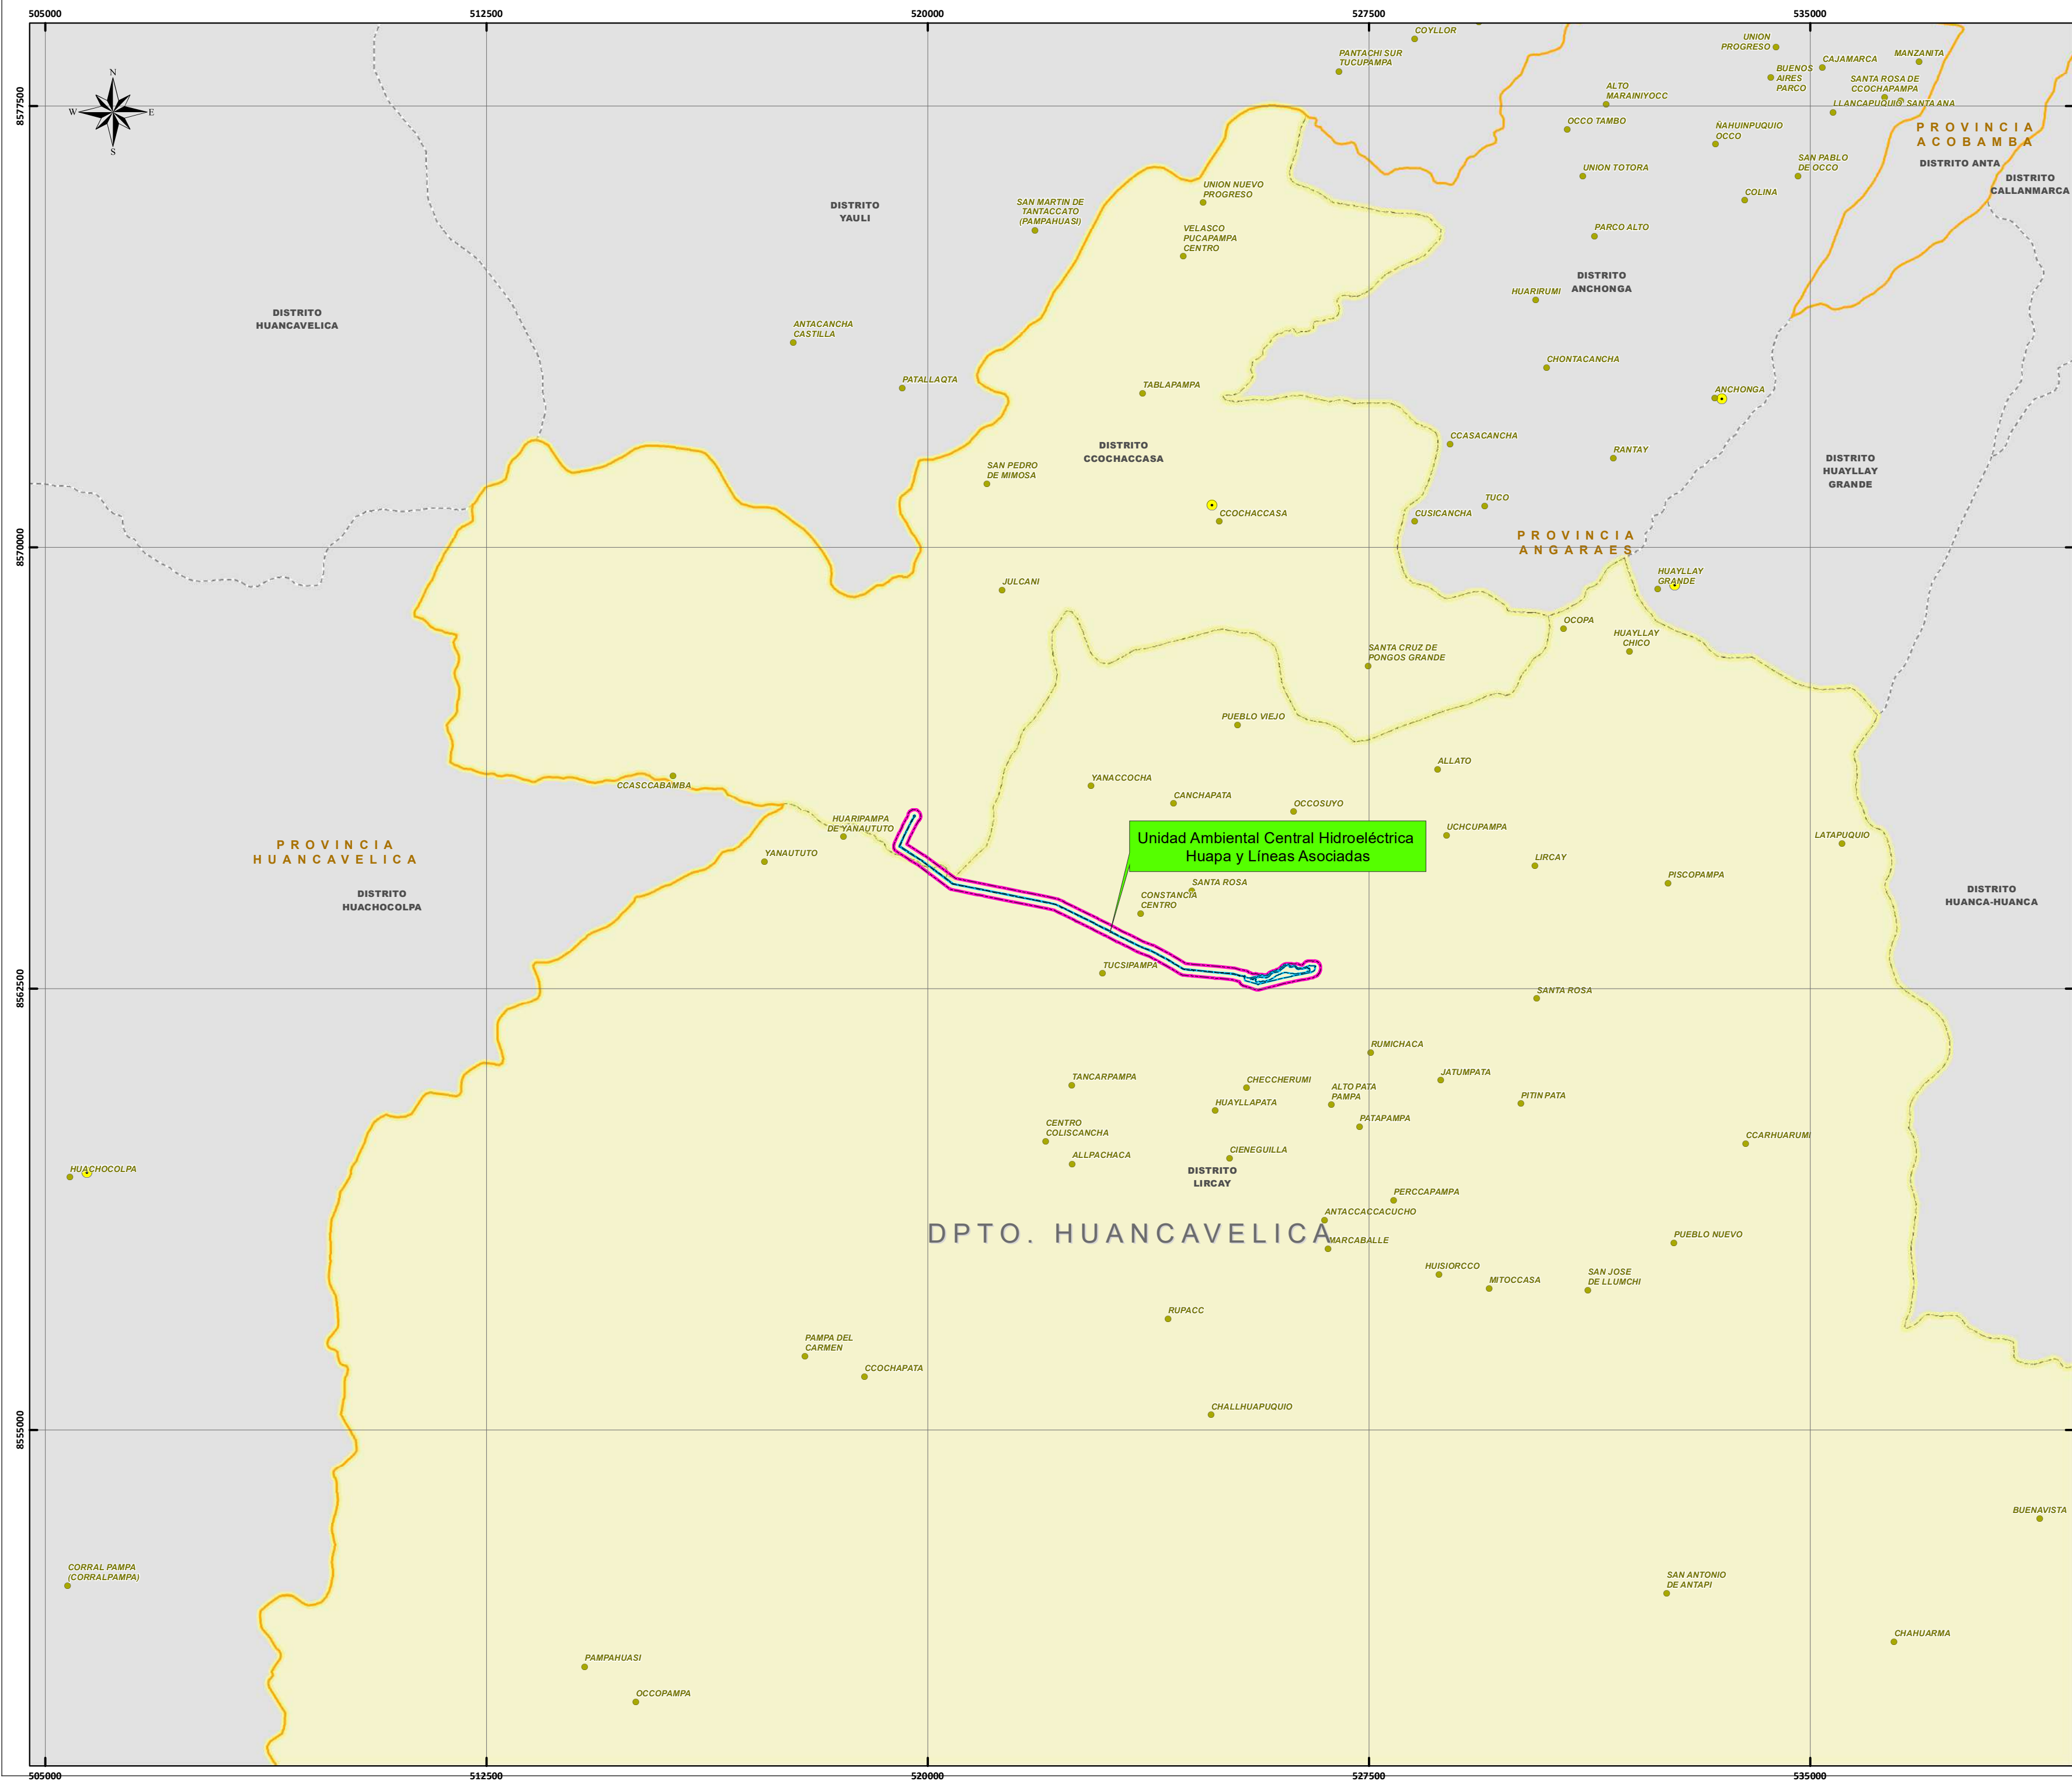 505000
512500
520000
527500
535000
COYLLOR
PANTACHI SUR
TUCUPAMPA
UNION
PROGRESO
CAJAMARCA
MANZANITA
BUENOS
AIRES
PARCO
SANTA ROSA DE
CCOCHAPAMPA
ALTO
MARAINIYOCC
LLANCAPUQUIO
SANTA ANA
N
W
E
S
8577500
OCCO TAMBO
ÑAHUINPUQUIO
OCCO
PROVINCIA
ACOBAMBA
DISTRITO ANTA
UNION TOTORA
SAN PABLO
DE OCCO
DISTRITO
CALLANMARCA
COLINA
UNION NUEVO
PROGRESO
SAN MARTIN DE
TANTACCATO
(PAMPAHUASI)
DISTRITO
YAULI
VELASCO
PUCAPAMPA
CENTRO
PARCO ALTO
DISTRITO
ANCHONGA
HUARIRUMI
DISTRITO
HUANCAVELICA
ANTACANCHA
CASTILLA
CHONTACANCHA
PATALLAQTA
TABLAPAMPA
ANCHONGA
CCASACANCHA
DISTRITO
CCOCHACCASA
RANTAY
DISTRITO
HUAYLLAY
GRANDE
SAN PEDRO
DE MIMOSA
TUCO
CCOCHACCASA
CUSICANCHA
8570000
PROVINCIA
ANGARAES
HUAYLLAY
GRANDE
JULCANI
OCOPA
HUAYLLAY
CHICO
SANTA CRUZ DE
PONGOS GRANDE
PUEBLO VIEJO
ALLATO
YANACCOCHA
CCASCCABAMBA
CANCHAPATA
OCCOSUYO
HUARIPAMPA
DE YANAUTUTO
UCHCUPAMPA
LATAPUQUIO
Unidad Ambiental Central Hidroeléctrica
Huapa y Líneas Asociadas
PROVINCIA
HUANCAVELICA
YANAUTUTO
LIRCAY
PISCOPAMPA
SANTA ROSA
DISTRITO
HUACHOCOLPA
CONSTANCIA
CENTRO
DISTRITO
HUANCA-HUANCA
TUCSIPAMPA
8562500
SANTA ROSA
RUMICHACA
TANCARPAMPA
CHECCHERUMI
JATUMPATA
ALTO PATA
PAMPA
HUAYLLAPATA
PITIN PATA
PATAPAMPA
CENTRO
COLISCANCHA
CCARHUARUMI
ALLPACHACA
CIENEGUILLA
DISTRITO
LIRCAY
HUACHOCOLPA
PERCCAPAMPA
ANTACCACCACUCHO
DPTO. HUANCAVELICA
MARCABALLE
PUEBLO NUEVO
HUISIORCCO
MITOCCASA
SAN JOSE
DE LLUMCHI
RUPACC
PAMPA DEL
CARMEN
CCOCHAPATA
CHALLHUAPUQUIO
8555000
BUENAVISTA
CORRAL PAMPA
(CORRALPAMPA)
SAN ANTONIO
DE ANTAPI
CHAHUARMA
PAMPAHUASI
OCCOPAMPA
505000
512500
520000
527500
535000